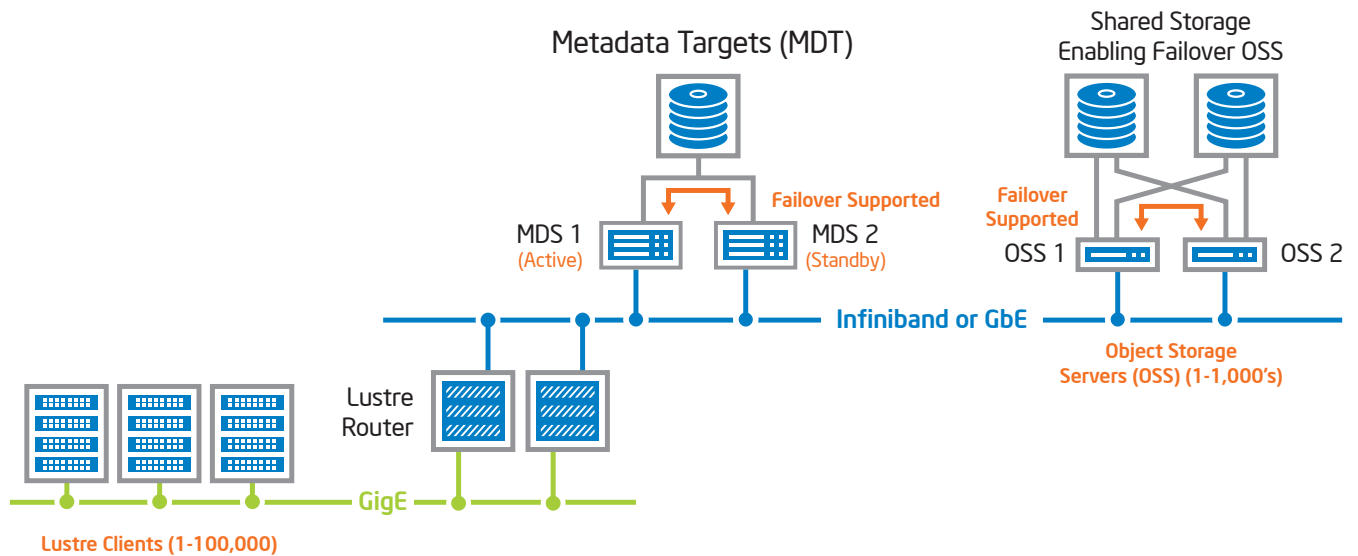 Metadata Targets (MDT)
Shared Storage
Enabling Failover OSS
Failover Supported
MDS 1
(Active)
MDS 2
(Standby)
Failover
Supported
OSS 1
OSS 2
Infiniband or GbE
Object Storage
Servers (OSS) (1-1,000's)
Lustre
Router
GigE
Lustre Clients (1-100,000)